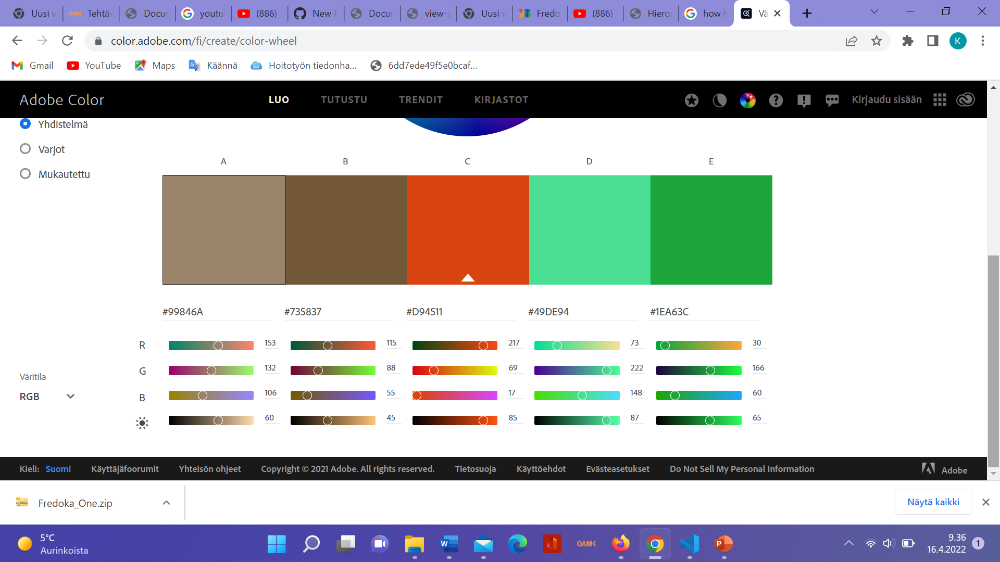 Uusi v
Tehtäv
Docur
youtu
(886)
New F
Docur
view-s
Uusi v
Fredo
(886)
Hiero
how t
Vä
color.adobe.com/fi/create/color-wheel
K
Gmail
YouTube
Maps
Käännä
Hoitotyön tiedonha...
6dd7ede49f5e0bcaf...
Adobe Color
LUO
TUTUSTU
TRENDIT
KIRJASTOT
Kirjaudu sisään
Yhdistelmä
Varjot
Mukautettu
A B C D E
#99846A #735837 #D94511 #49DE94 #1EA63C
R 153 115 217 73 30
G 132 88 69 222 166
Väritila
RGB
B 106 55 17 148 60
60 45 85 87 65
Kieli: Suomi
Käyttäjäfoorumit
Yhteisön ohjeet
Copyright © 2021 Adobe. All rights reserved.
Tietosuoja
Käyttöehdot
Evästeasetukset
Do Not Sell My Personal Information
Adobe
Fredoka_One.zip
Näytä kaikki
5°C
Aurinkoista
OAMK
9.36
16.4.2022
1